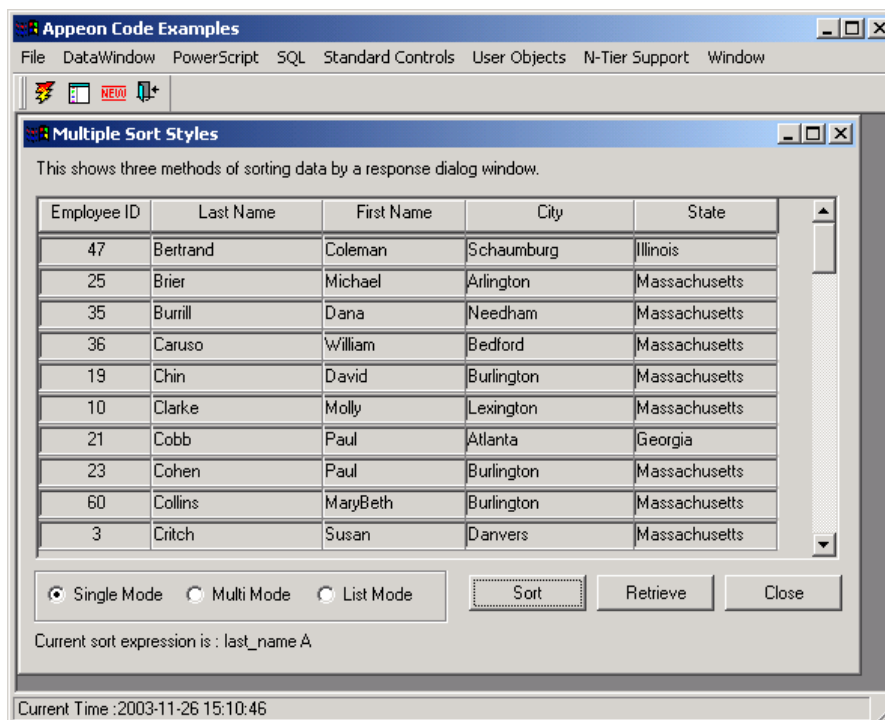 Appeon Code Examples
File DataWindow PowerScript SQL Standard Controls User Objects N-Tier Support Window
NEW
Multiple Sort Styles
This shows three methods of sorting data by a response dialog window.
Employee ID Last Name First Name City State
47 Bertrand Coleman Schaumburg Illinois
25 Brier Michael Arlington Massachusetts
35 Burrill Dana Needham Massachusetts
36 Caruso William Bedford Massachusetts
19 Chin David Burlington Massachusetts
10 Clarke Molly Lexington Massachusetts
21 Cobb Paul Atlanta Georgia
23 Cohen Paul Burlington Massachusetts
60 Collins MaryBeth Burlington Massachusetts
3 Critch Susan Danvers Massachusetts
Single Mode Multi Mode List Mode Sort Retrieve Close
Current sort expression is : last_name A
Current Time :2003-11-26 15:10:46